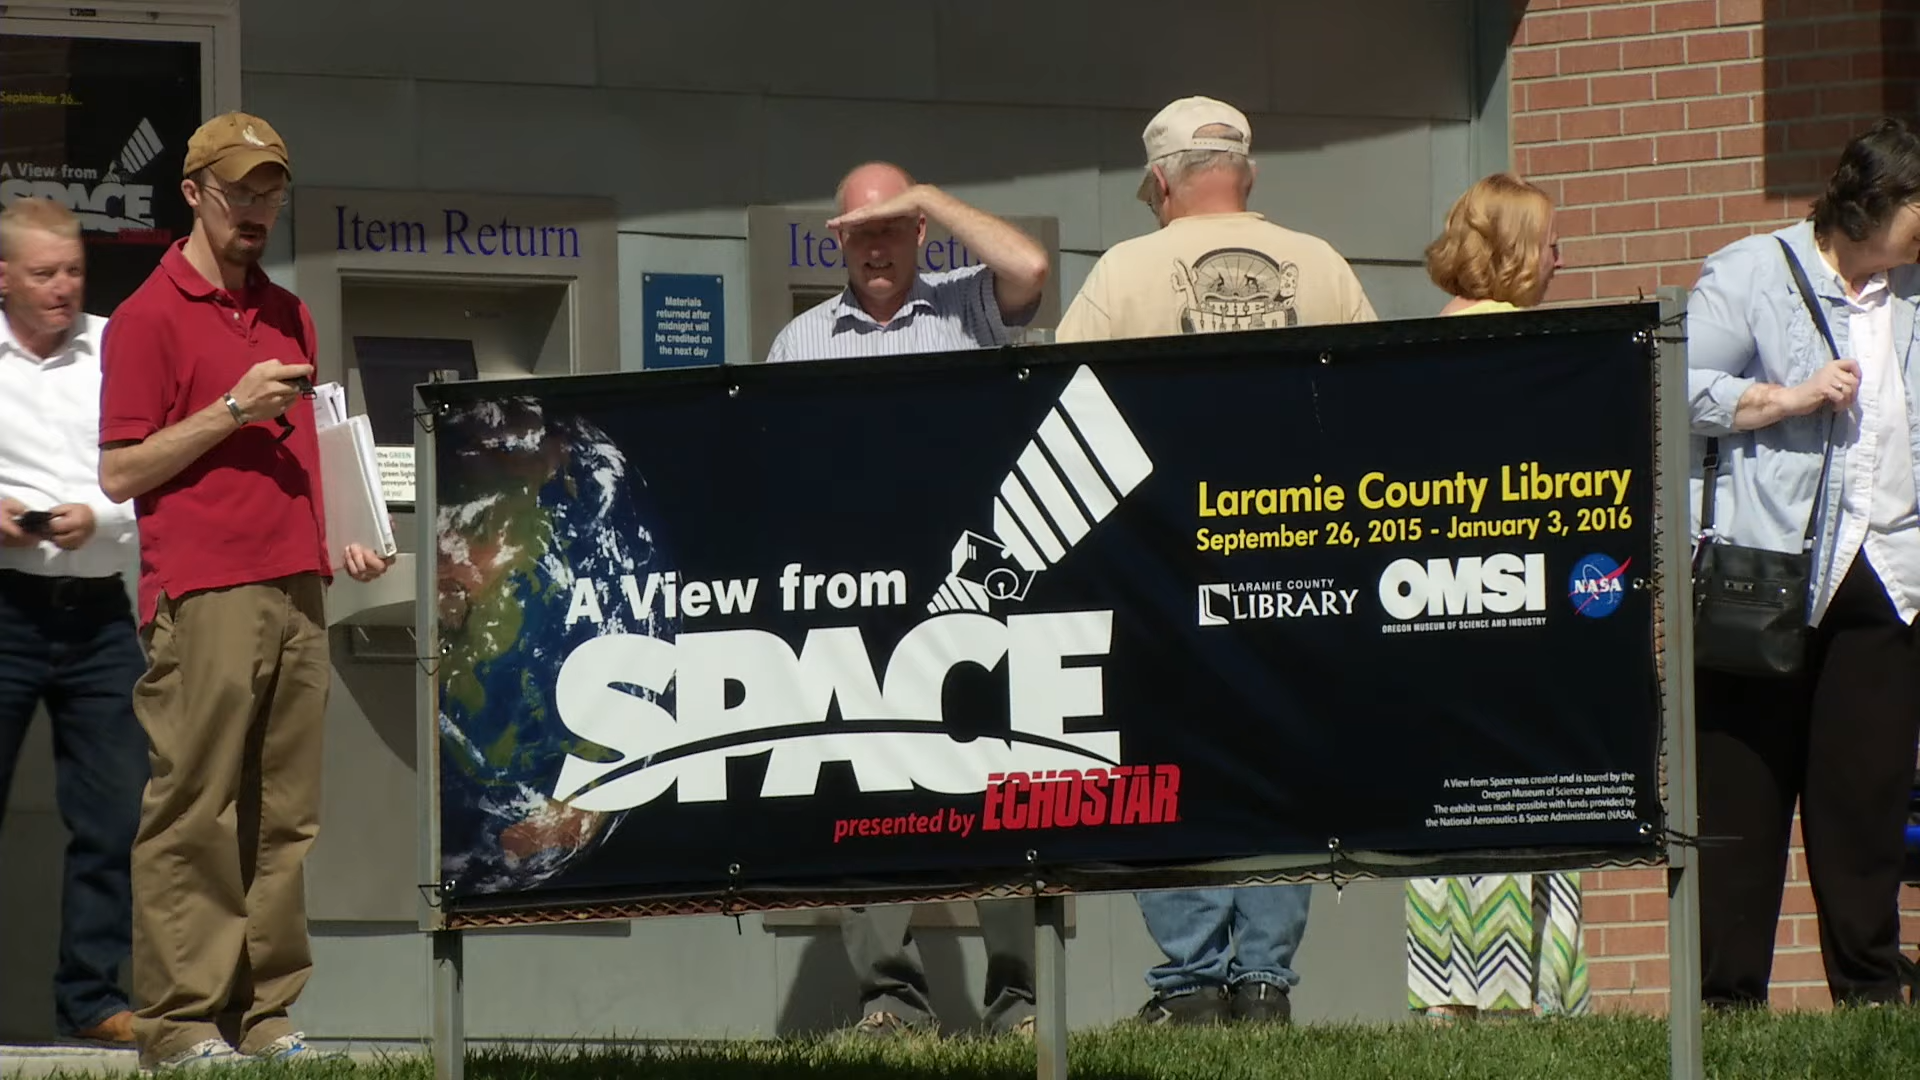 September 26...
A View from
SPACE
Item Return
Materials
returned after
midnight will
be credited on
the next day
the GREEN
A View from
SPACE
presented by ECHOSTAR
Laramie County Library
September 26, 2015 - January 3, 2016
LARAMIE COUNTY
LIBRARY
OMSI
OREGON MUSEUM OF SCIENCE AND INDUSTRY
NASA
A View from Space was created and is toured by the
Oregon Museum of Science and Industry.
The exhibit was made possible with funds provided by
the National Aeronautics & Space Administration (NASA).